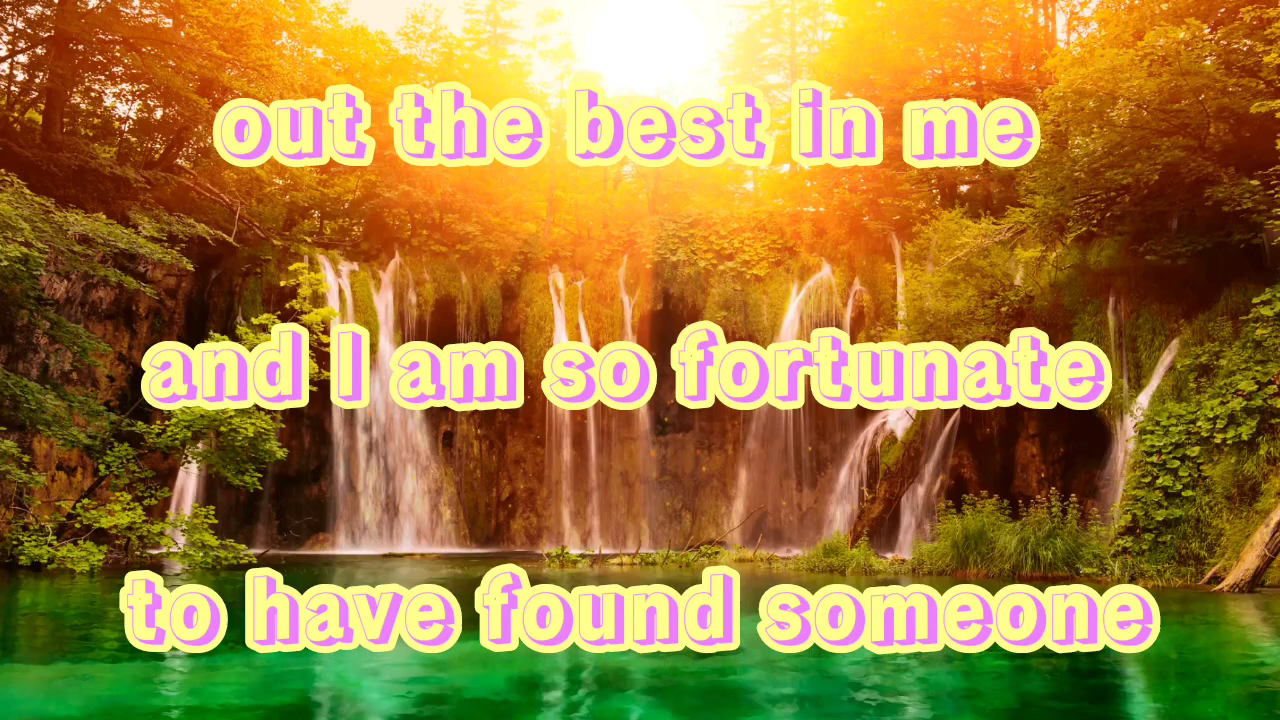 out the best in me
and I am so fortunate
to have found someone